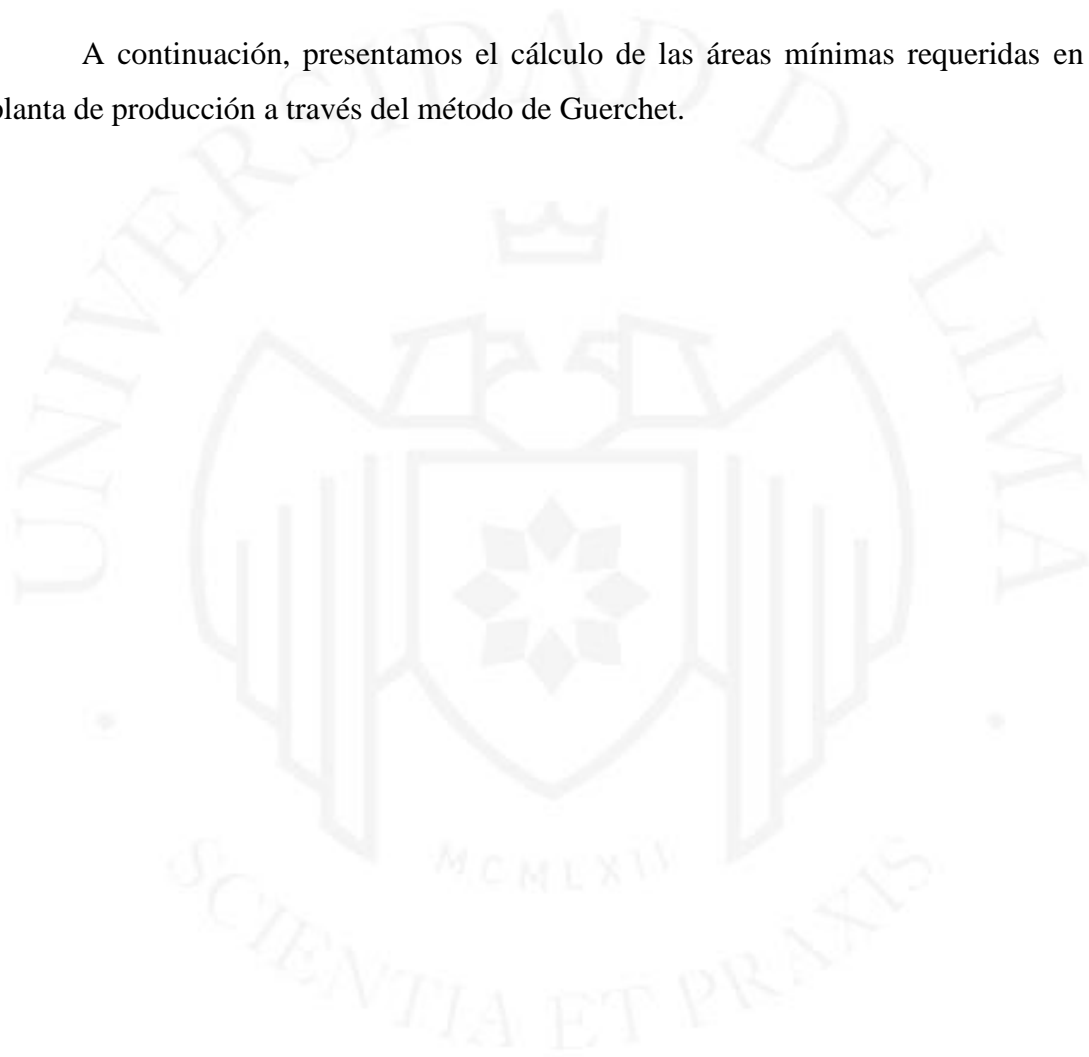 A continuación, presentamos el cálculo de las áreas mínimas requeridas en
planta de producción a través del método de Guerchet.
UNIVERSIDAD DE LIMA
MCMLXII
SCIENTIA ET PRAXIS